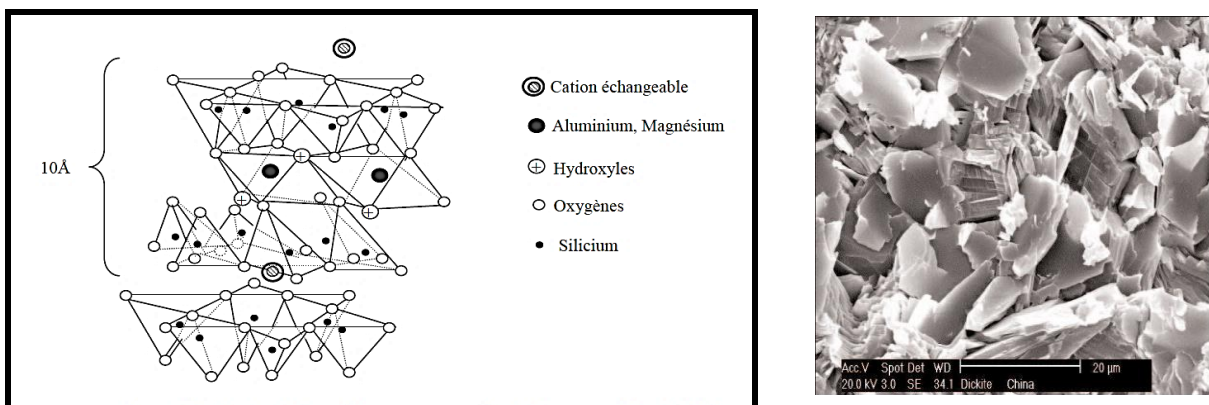 10Å
Cation échangeable
Aluminium, Magnésium
Hydroxyles
Oxygènes
Silicium
Acc.V Spot Det WD 20 µm
20.0 kV 3.0 SE 34.1 Dickite China